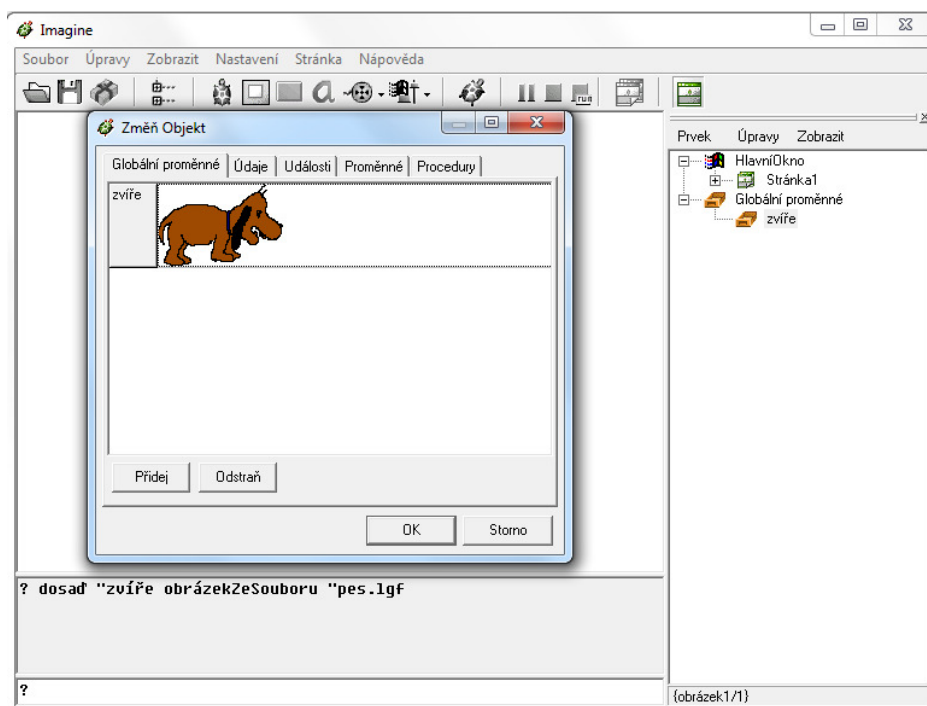 Imagine
Soubor Úpravy Zobrazit Nastavení Stránka Nápověda
run
Změň Objekt
Globální proměnné Údaje Události Proměnné Procedury
zvíře
Přidej Odstraň
OK Storno
? dosaď "zvíře obrázekZeSouboru "pes.lgf
?
Prvek Úpravy Zobrazit
HlavníOkno
Stránka1
Globální proměnné
zvíře
{obrázek1/1}